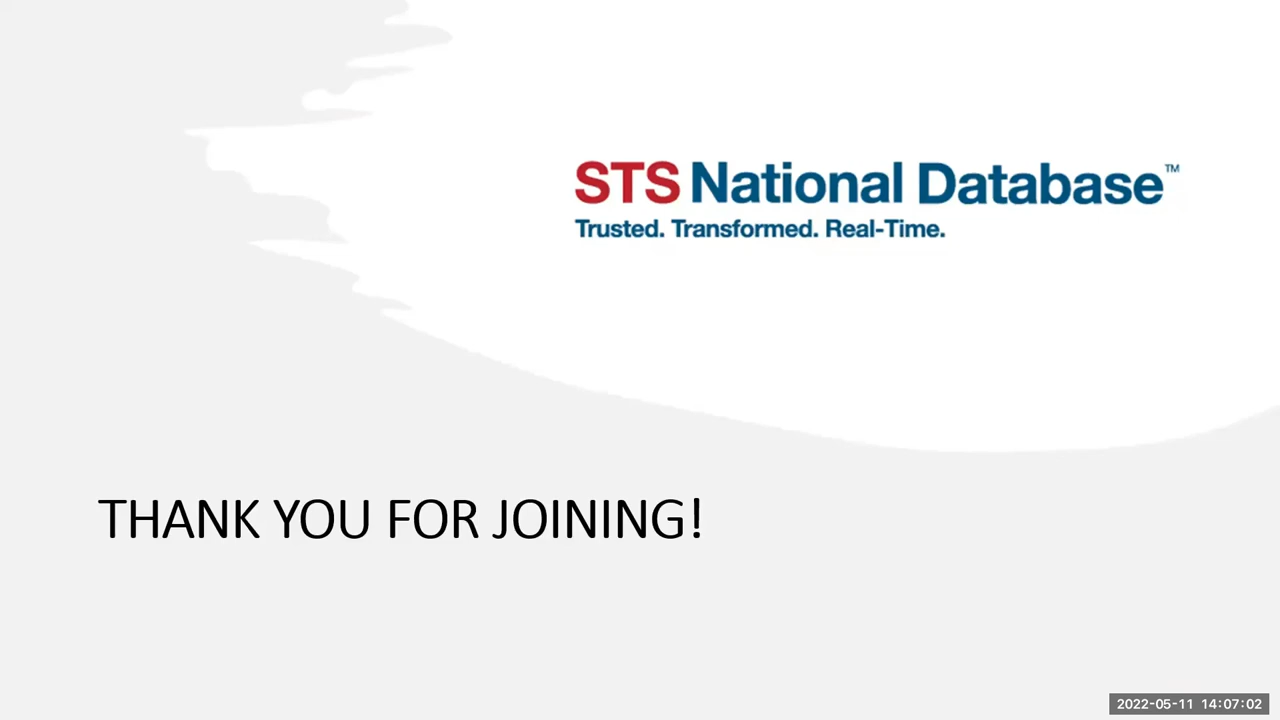 STS National Database™
Trusted. Transformed. Real-Time.
THANK YOU FOR JOINING!
2022-05-11 14:07:02